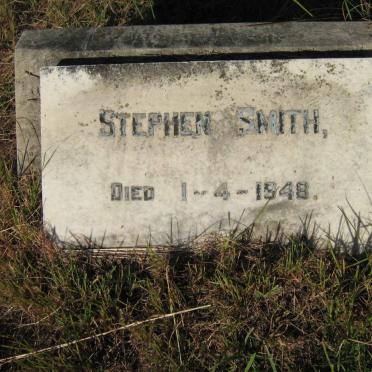 STEPHEN SMITH,
DIED 1-4-1948.